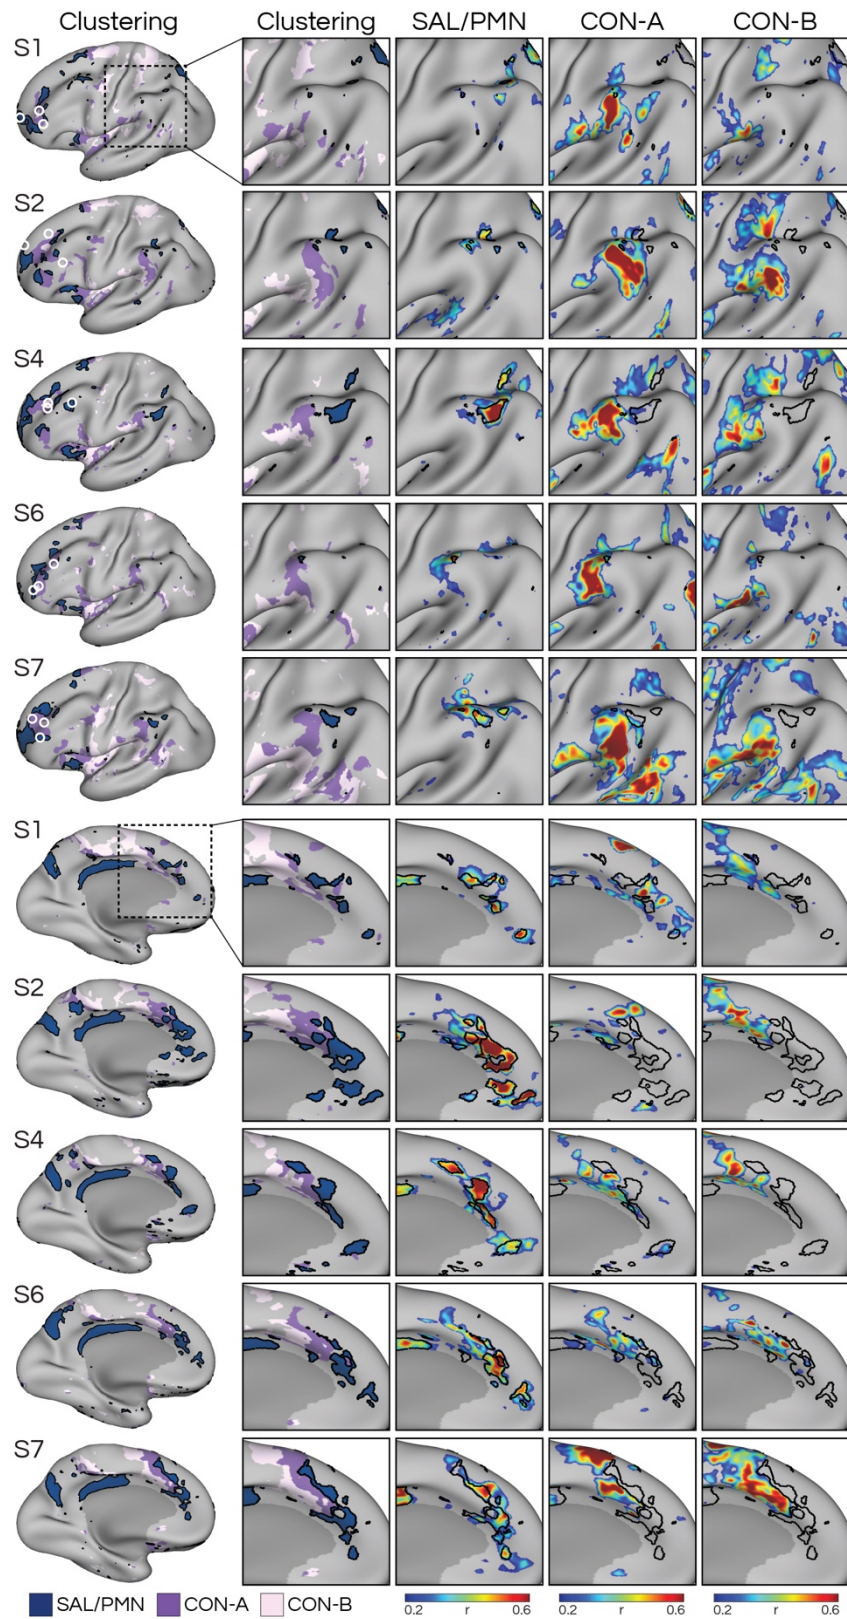 Clustering Clustering SAL/PMN CON-A CON-B
S1
S2
S4
S6
S7
S1
S2
S4
S6
S7
SAL/PMN CON-A CON-B 0.2 r 0.6 0.2 r 0.6 0.2 r 0.6